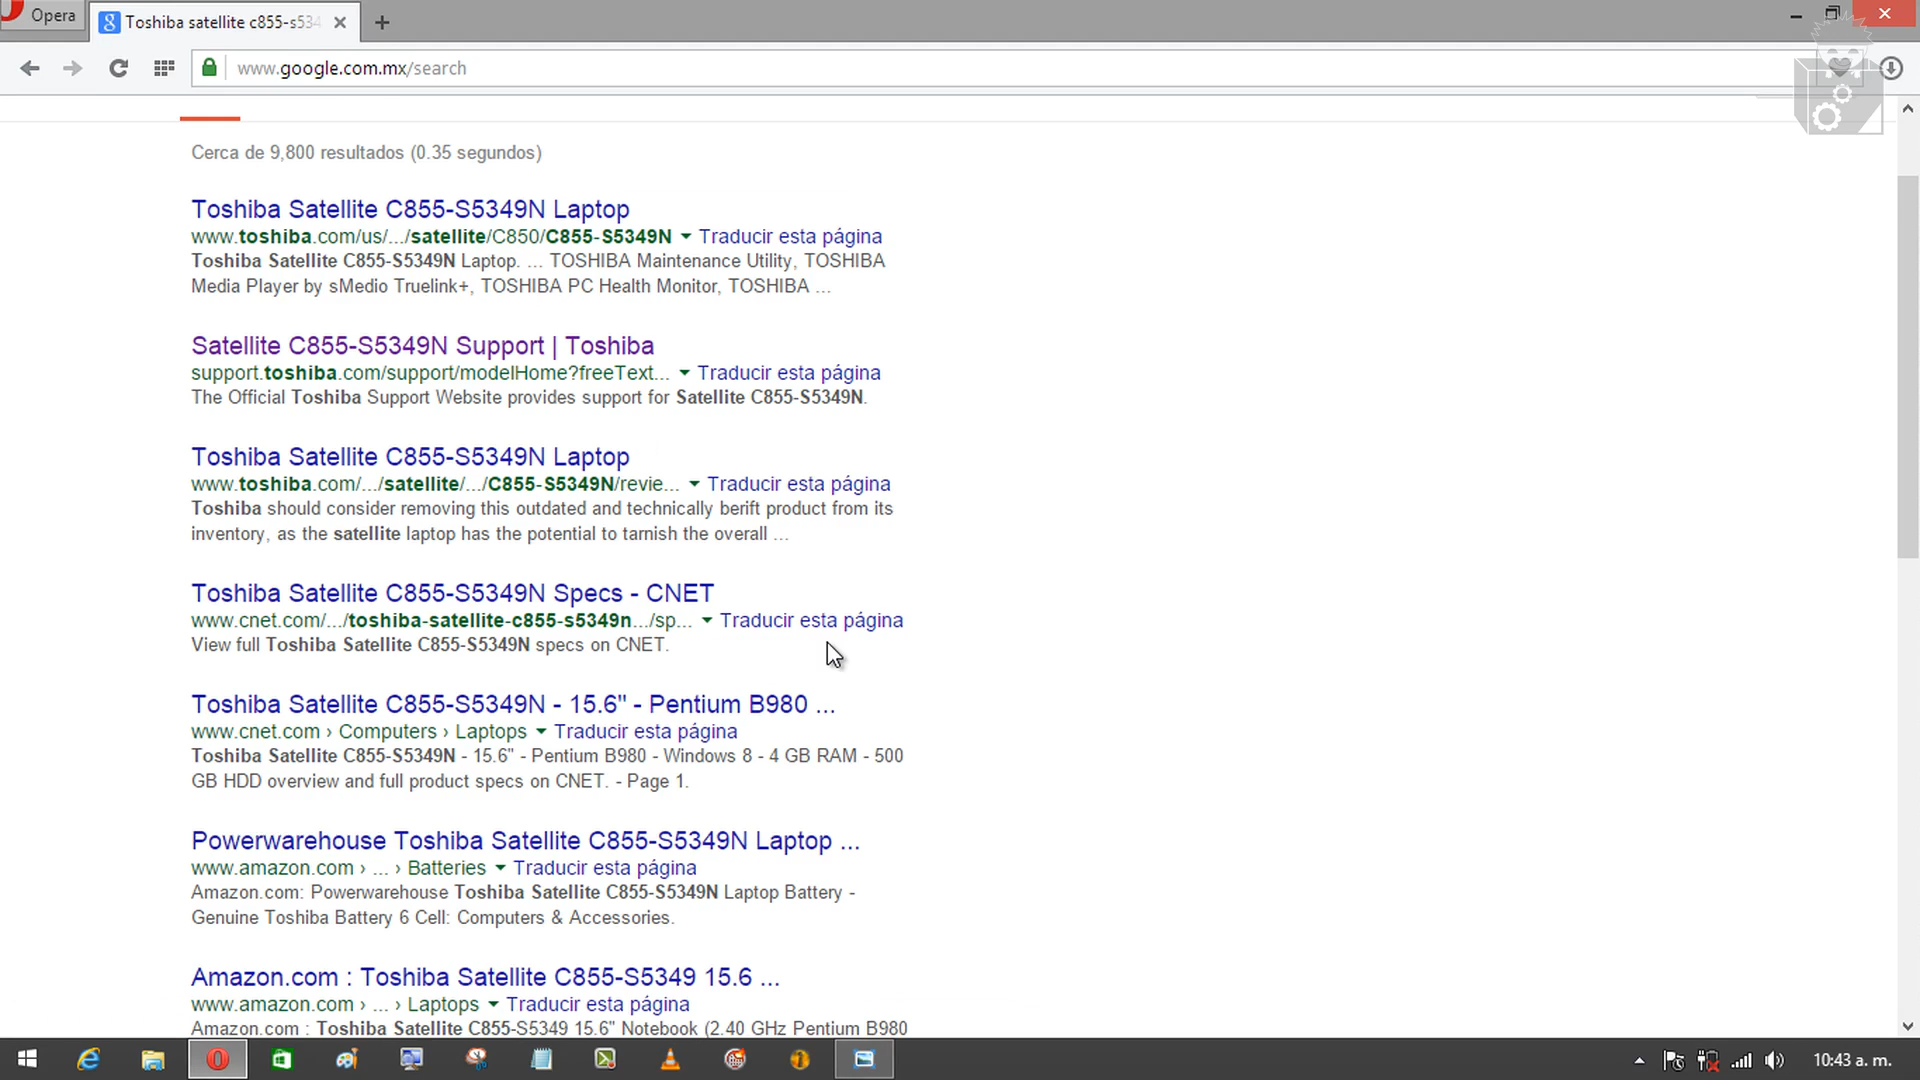 Opera
Toshiba satellite c855-s534
www.google.com.mx/search
Cerca de 9,800 resultados (0.35 segundos)
Toshiba Satellite C855-S5349N Laptop
www.toshiba.com/us/.../satellite/C850/C855-S5349N Traducir esta página
Toshiba Satellite C855-S5349N Laptop. ... TOSHIBA Maintenance Utility, TOSHIBA
Media Player by sMedio Truelink+, TOSHIBA PC Health Monitor, TOSHIBA ...
Satellite C855-S5349N Support | Toshiba
support.toshiba.com/support/modelHome?freeText... Traducir esta página
The Official Toshiba Support Website provides support for Satellite C855-S5349N.
Toshiba Satellite C855-S5349N Laptop
www.toshiba.com/.../satellite/.../C855-S5349N/revie... Traducir esta página
Toshiba should consider removing this outdated and technically berift product from its
inventory, as the satellite laptop has the potential to tarnish the overall ...
Toshiba Satellite C855-S5349N Specs - CNET
www.cnet.com/.../toshiba-satellite-c855-s5349n.../sp... Traducir esta página
View full Toshiba Satellite C855-S5349N specs on CNET.
Toshiba Satellite C855-S5349N - 15.6" - Pentium B980 ...
www.cnet.com › Computers › Laptops Traducir esta página
Toshiba Satellite C855-S5349N - 15.6" - Pentium B980 - Windows 8 - 4 GB RAM - 500
GB HDD overview and full product specs on CNET. - Page 1.
Powerwarehouse Toshiba Satellite C855-S5349N Laptop ...
www.amazon.com › ... › Batteries Traducir esta página
Amazon.com: Powerwarehouse Toshiba Satellite C855-S5349N Laptop Battery -
Genuine Toshiba Battery 6 Cell: Computers & Accessories.
Amazon.com : Toshiba Satellite C855-S5349 15.6 ...
www.amazon.com › ... › Laptops Traducir esta página
Amazon.com : Toshiba Satellite C855-S5349 15.6" Notebook (2.40 GHz Pentium B980
10:43 a. m.